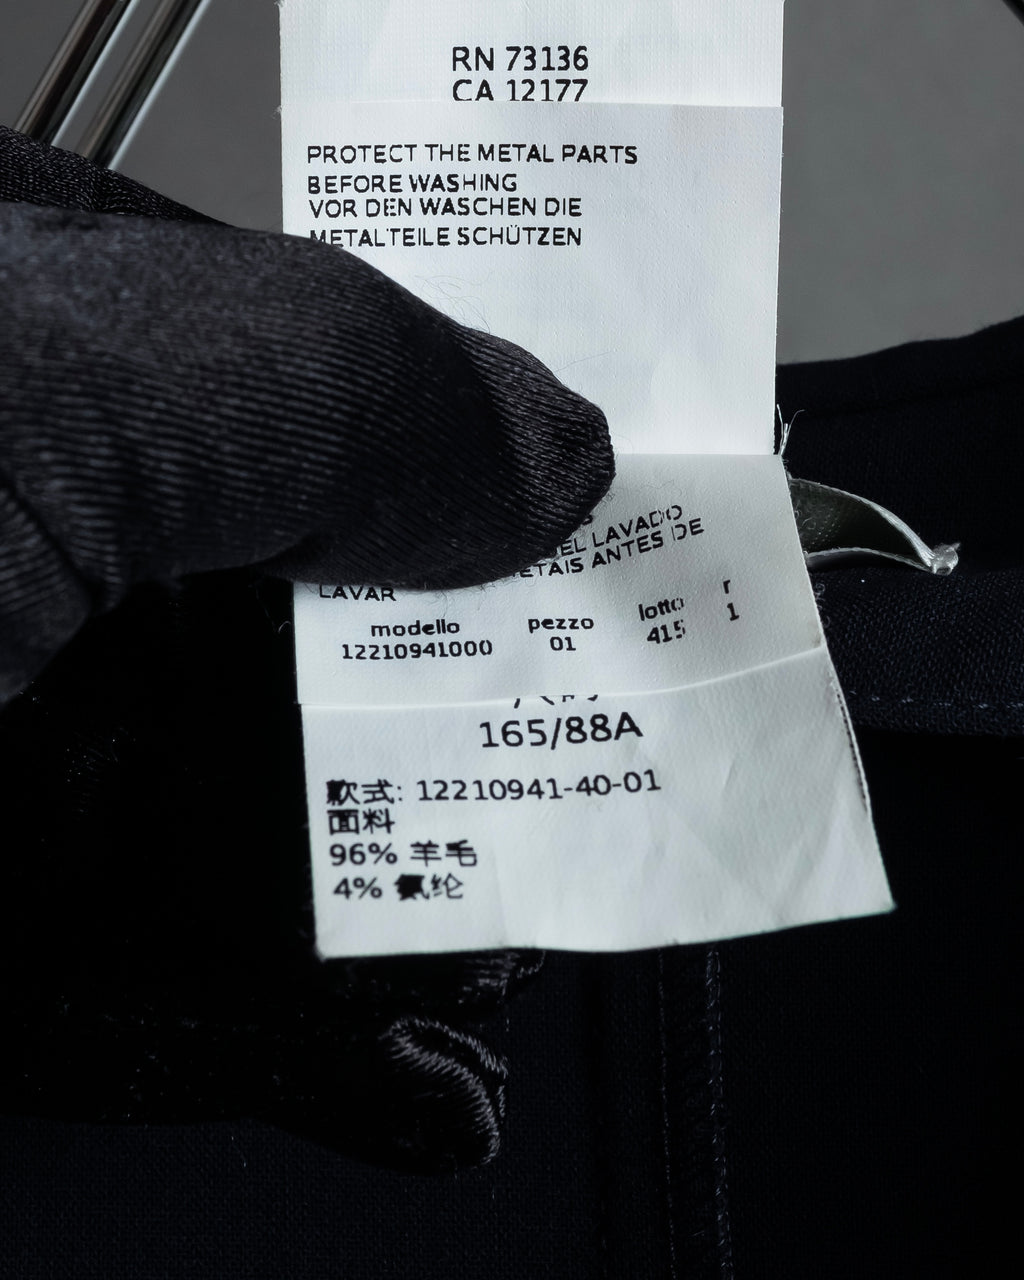 RN 73136
CA 12177
PROTECT THE METAL PARTS
BEFORE WASHING
VOR DEN WASCHEN DIE
METALTEILE SCHÜTZEN
LAVADO
ANTES DE
LAVAR
modello pezzo lotto r
12210941000 01 415 1
165/88A
款式: 12210941-40-01
面料
96% 羊毛
4% 氨纶